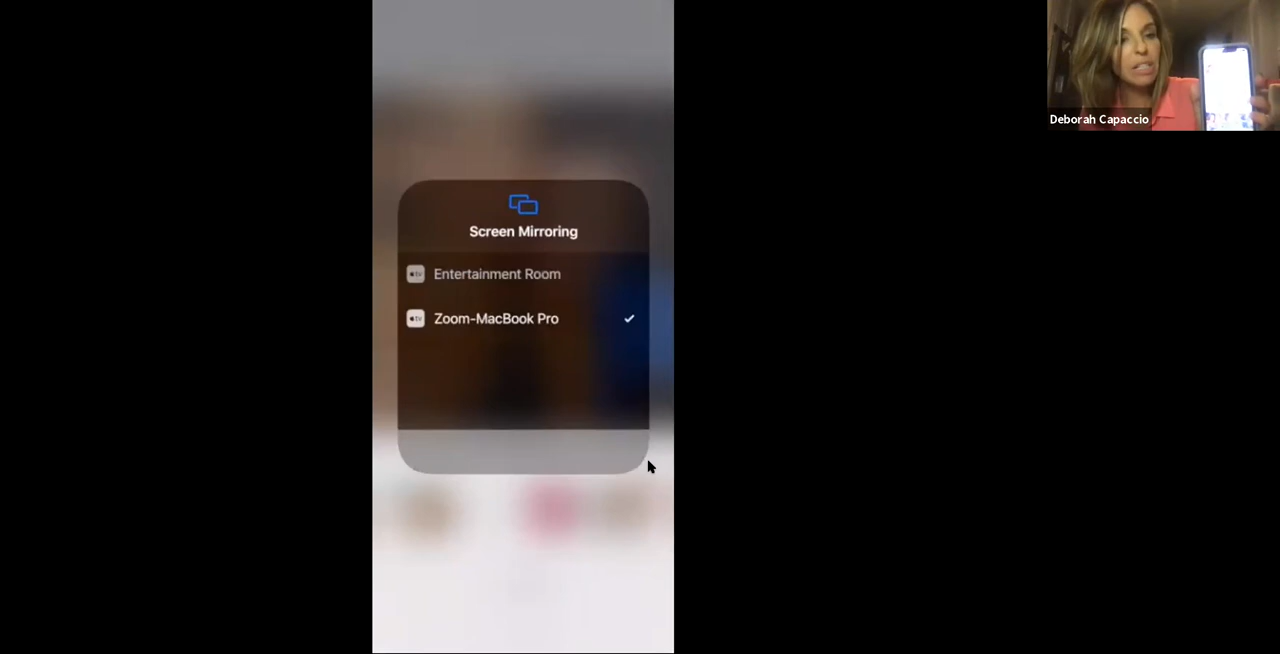 Screen Mirroring
Entertainment Room
Zoom-MacBook Pro
Deborah Capaccio